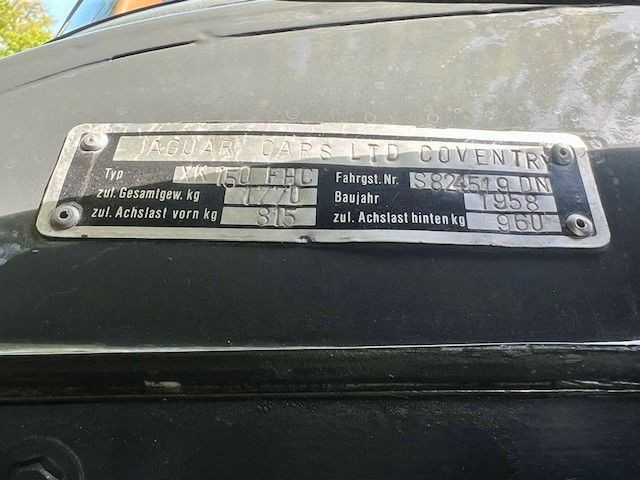 JAGUAR CARS LTD COVENTRY
Typ XK 150 FHC Fahrgst. Nr. S824519 DN
zul. Gesamtgew. kg 1770 Baujahr 1958
zul. Achslast vorn kg 815 zul. Achslast hinten kg 960